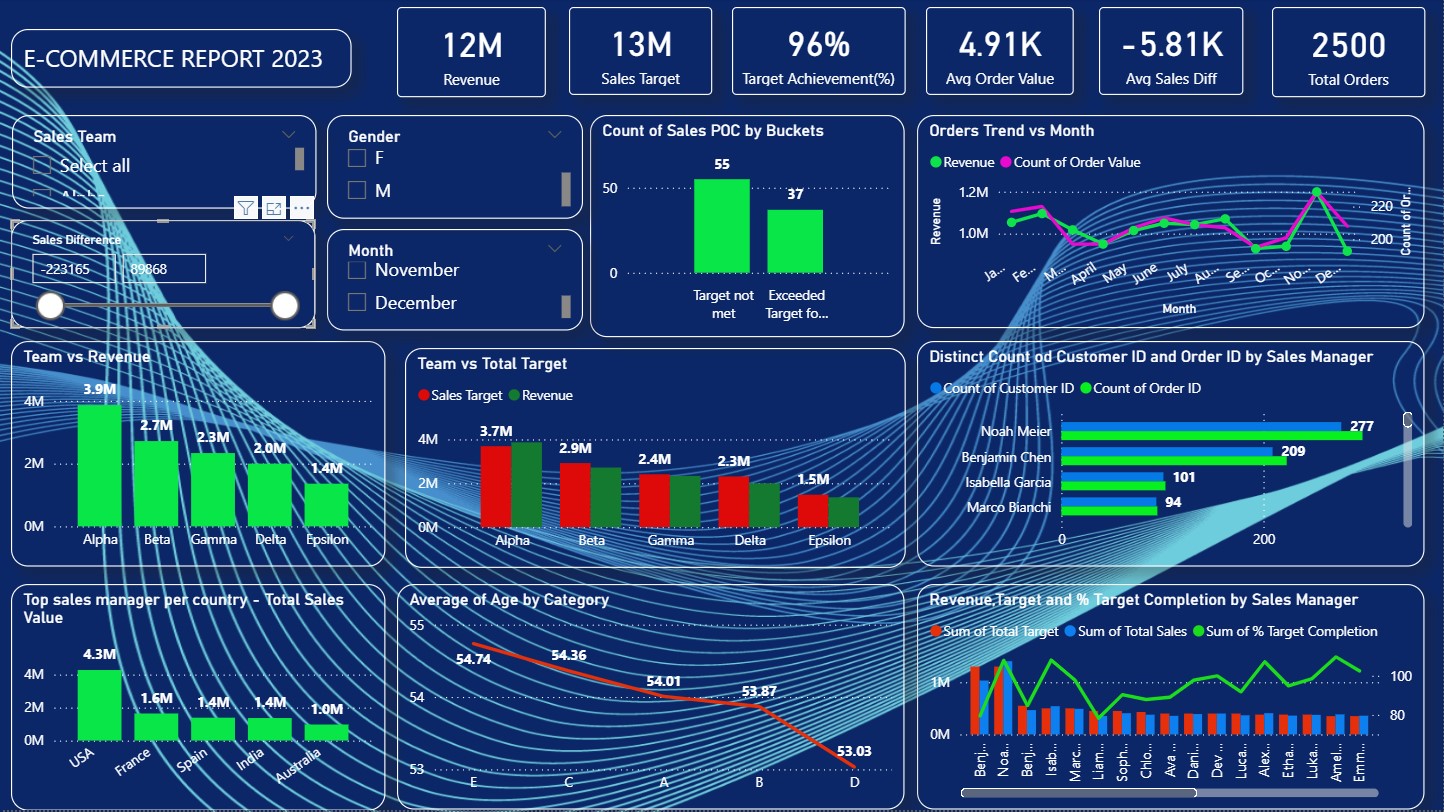 E-COMMERCE REPORT 2023
12M
Revenue
13M
Sales Target
96%
Target Achievement(%)
4.91K
Avg Order Value
-5.81K
Avg Sales Diff
2500
Total Orders
Sales Team
Select all
Sales Difference
-223165
89868
Gender
F
M
Month
November
December
Count of Sales POC by Buckets
55
37
50
0
Target not
met
Exceeded
Target fo...
Orders Trend vs Month
Revenue
Count of Order Value
1.2M
1.0M
220
200
Revenue
Count of Or...
Ja...
Fe...
M...
April
May
June
July
Au...
Se...
Oc...
No...
De...
Month
Team vs Revenue
4M
2M
0M
3.9M
2.7M
2.3M
2.0M
1.4M
Alpha
Beta
Gamma
Delta
Epsilon
Team vs Total Target
Sales Target
Revenue
4M
2M
0M
3.7M
2.9M
2.4M
2.3M
1.5M
Alpha
Beta
Gamma
Delta
Epsilon
Distinct Count od Customer ID and Order ID by Sales Manager
Count of Customer ID
Count of Order ID
Noah Meier
277
Benjamin Chen
209
Isabella Garcia
101
Marco Bianchi
94
0
200
Top sales manager per country - Total Sales
Value
4M
2M
0M
4.3M
1.6M
1.4M
1.4M
1.0M
USA
France
Spain
India
Australia
Average of Age by Category
55
54
53
54.74
54.36
54.01
53.87
53.03
E
C
A
B
D
Revenue,Target and % Target Completion by Sales Manager
Sum of Total Target
Sum of Total Sales
Sum of % Target Completion
1M
0M
100
80
Benj...
Noa...
Benj...
Isab...
Marc...
Liam...
Soph...
Chlo...
Ava ...
Dani...
Dev ...
Luca...
Alex...
Etha...
Luka...
Amel...
Emm...